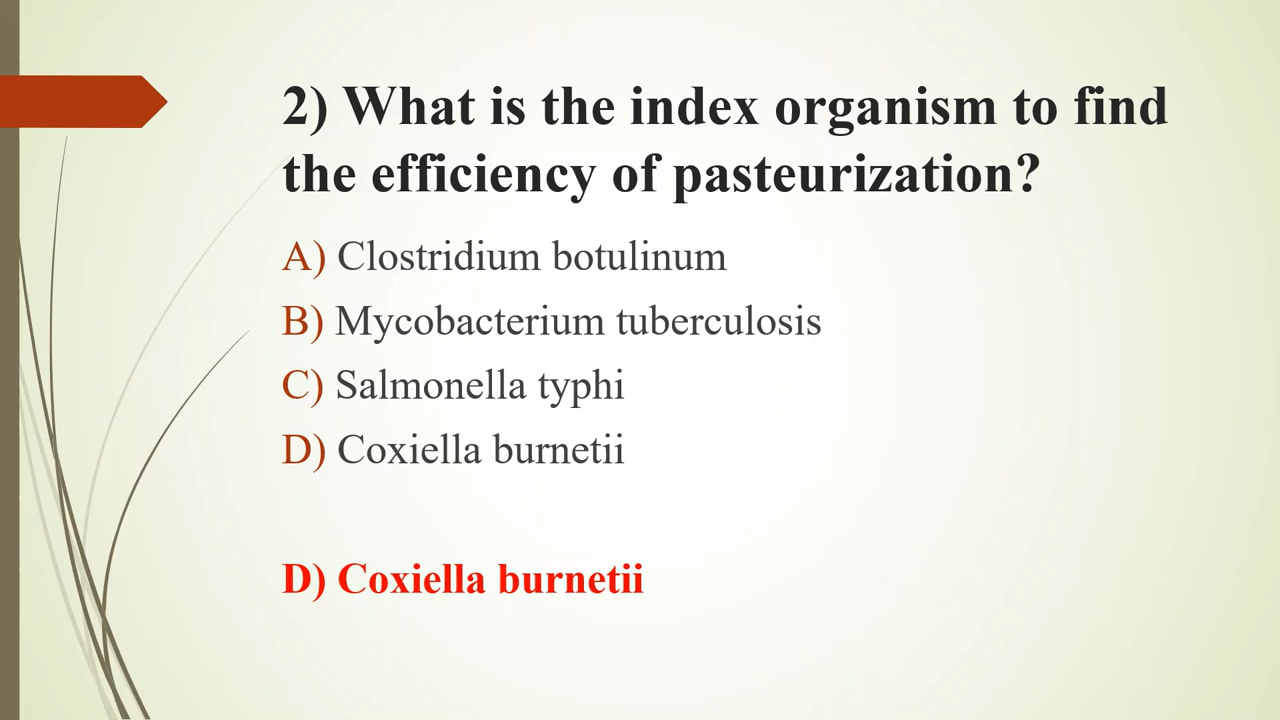 2) What is the index organism to find
the efficiency of pasteurization?
A) Clostridium botulinum
B) Mycobacterium tuberculosis
C) Salmonella typhi
D) Coxiella burnetii
D) Coxiella burnetii